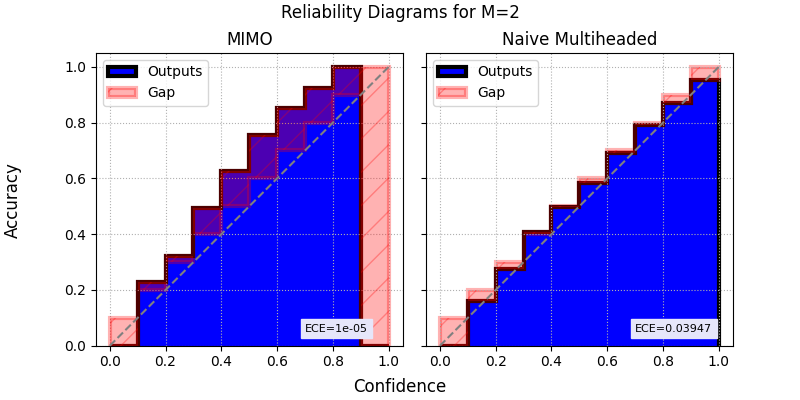 Reliability Diagrams for M=2
MIMO
Naive Multiheaded
Accuracy
1.0
0.8
0.6
0.4
0.2
0.0
Outputs
Gap
ECE=1e-05
0.0 0.2 0.4 0.6 0.8 1.0
Outputs
Gap
ECE=0.03947
0.0 0.2 0.4 0.6 0.8 1.0
Confidence